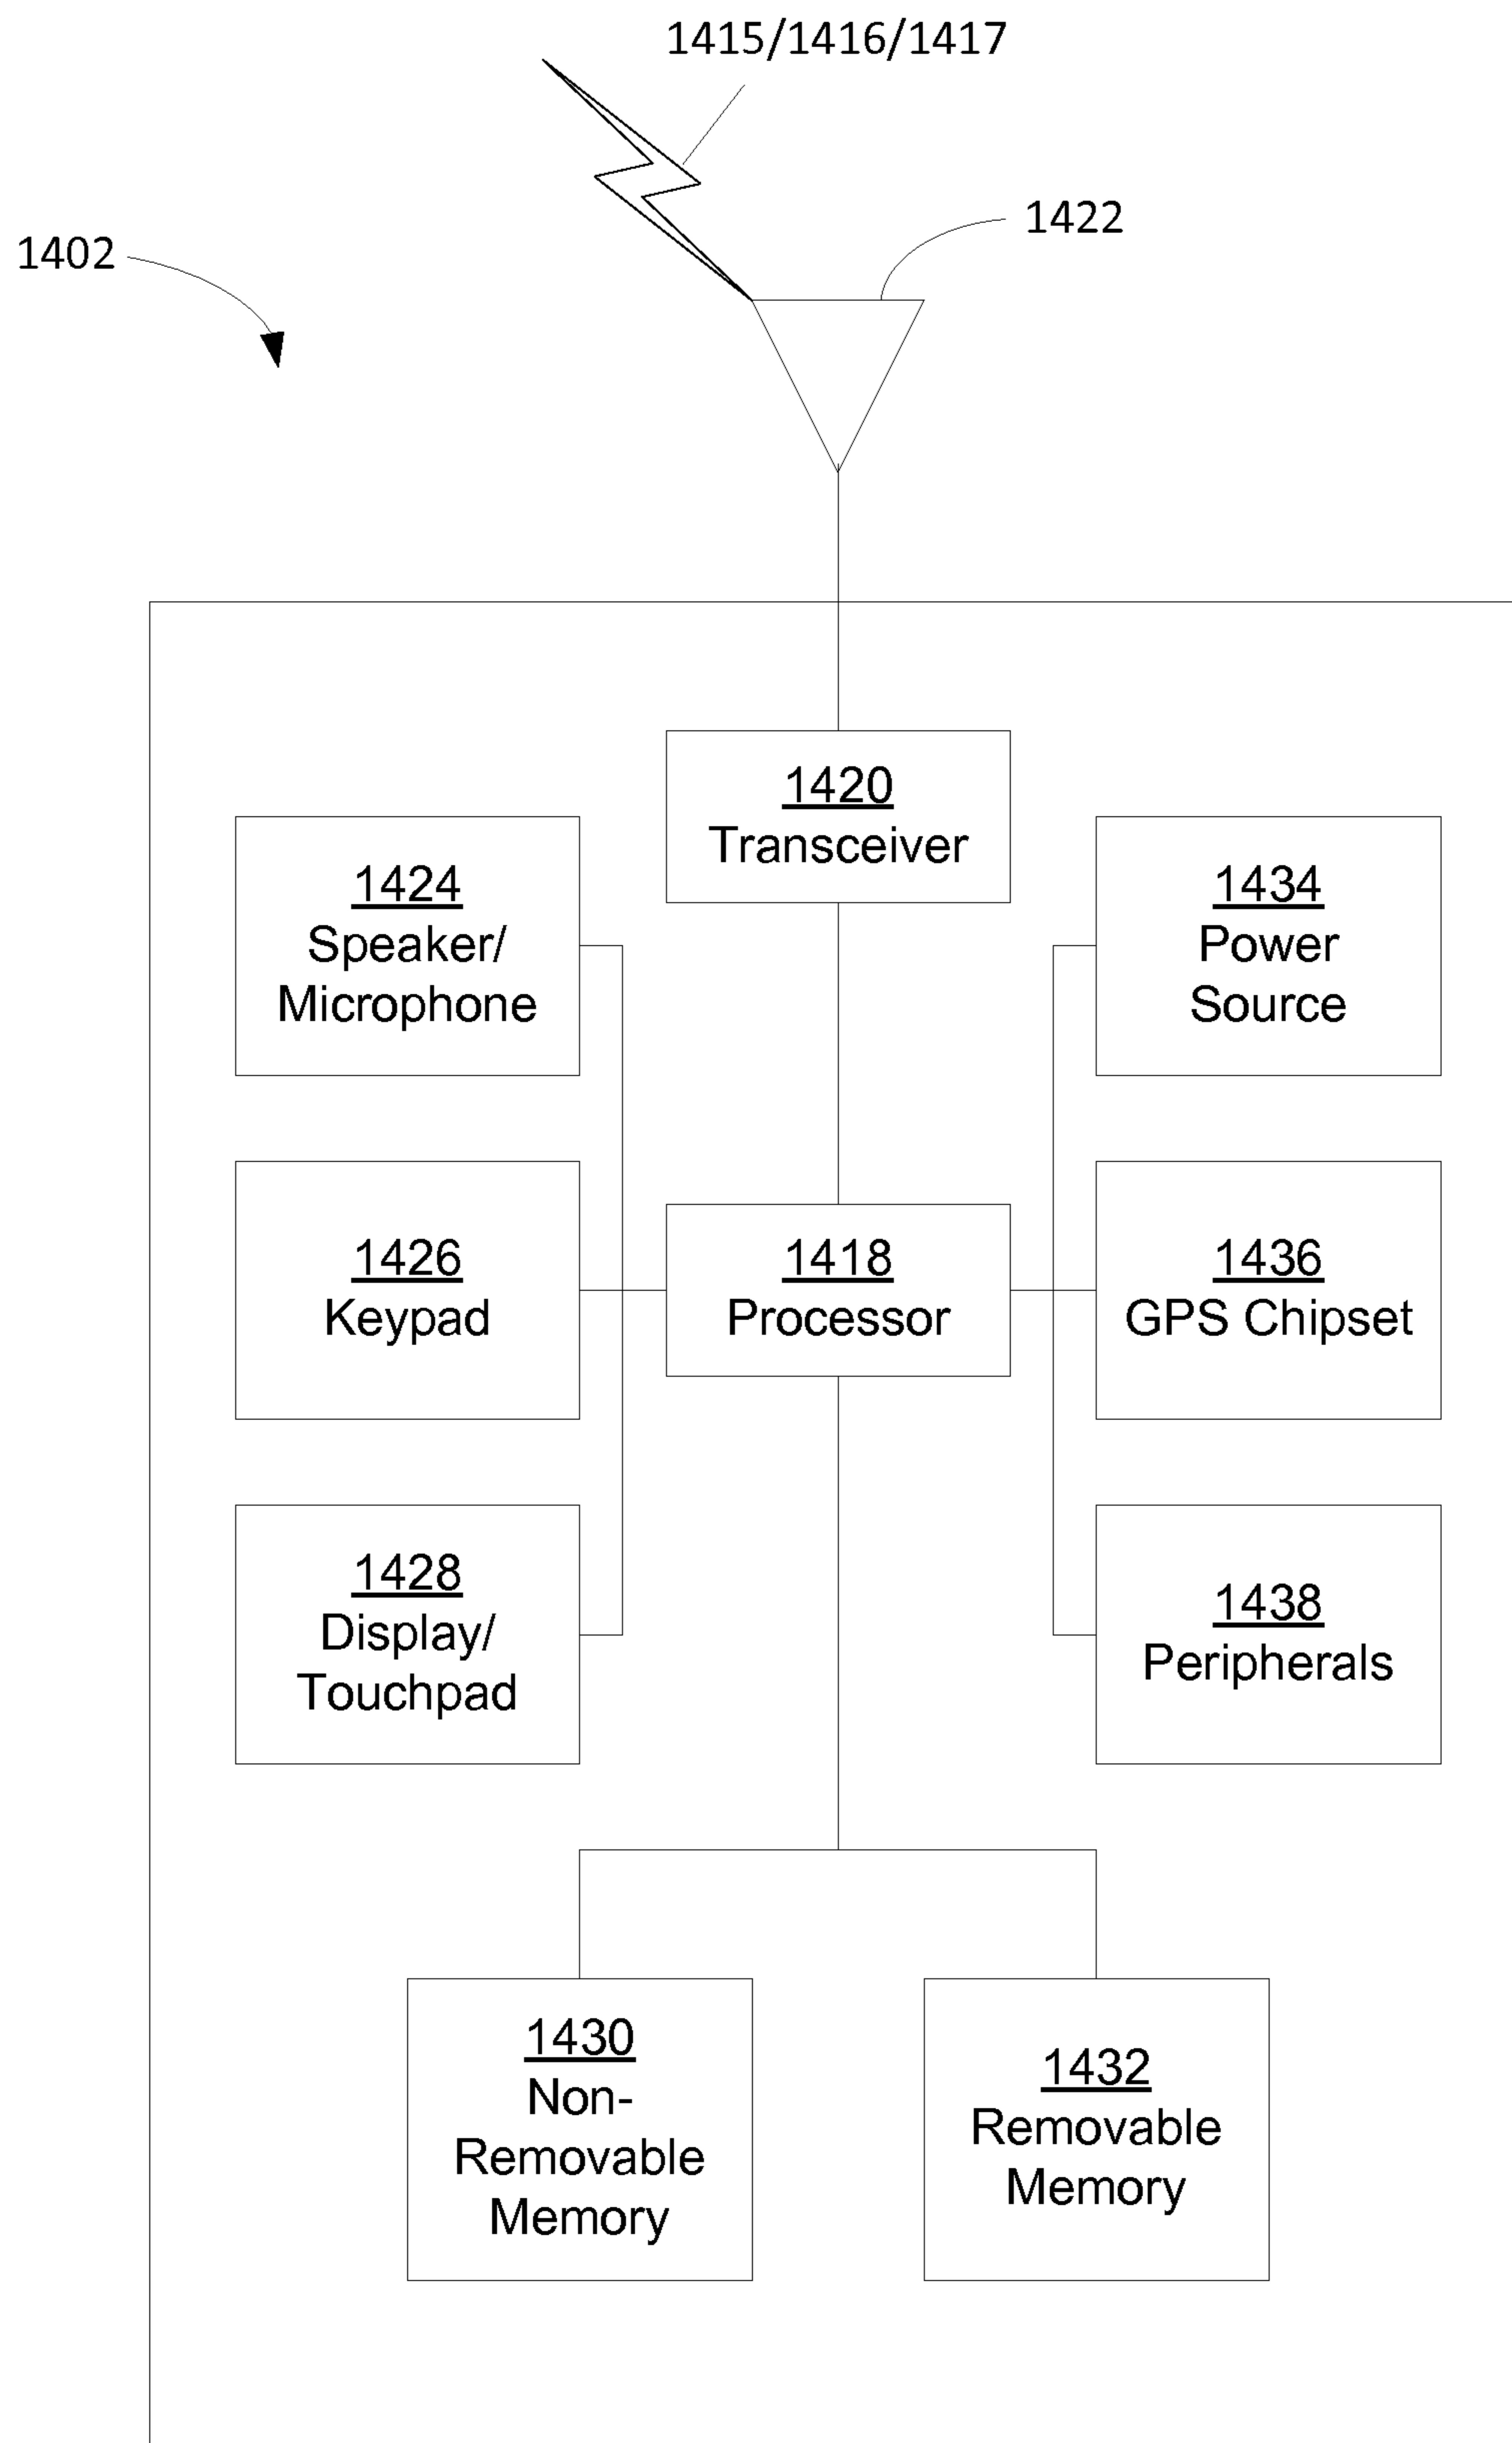 1415/1416/1417
1422
1402
1420
Transceiver
1424
Speaker/
Microphone
1434
Power
Source
1426
Keypad
1418
Processor
1436
GPS Chipset
1428
Display/
Touchpad
1438
Peripherals
1430
Non-
Removable
Memory
1432
Removable
Memory